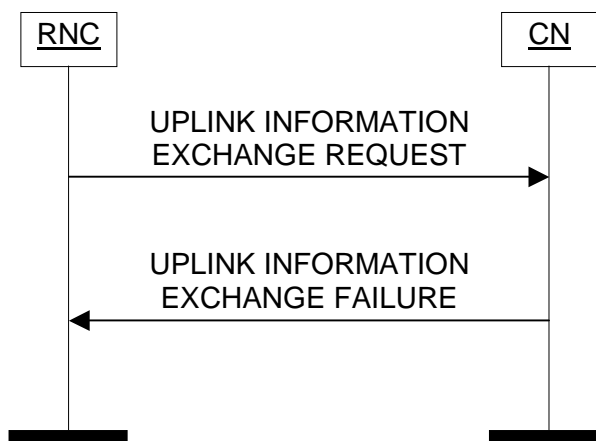 RNC
CN
UPLINK INFORMATION
EXCHANGE REQUEST
UPLINK INFORMATION
EXCHANGE FAILURE